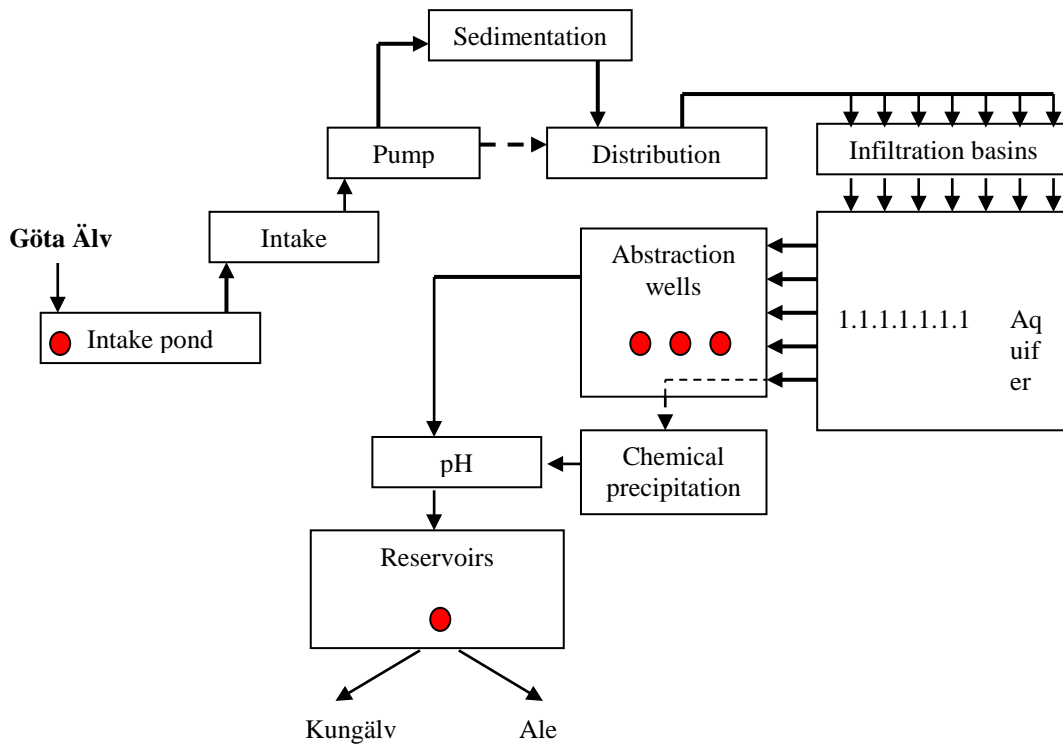 Sedimentation
Pump
Distribution
Infiltration basins
Göta Älv
Intake
Intake pond
Abstraction
wells
1.1.1.1.1.1.1
Aq
uif
er
pH
Chemical
precipitation
Reservoirs
Kungälv
Ale